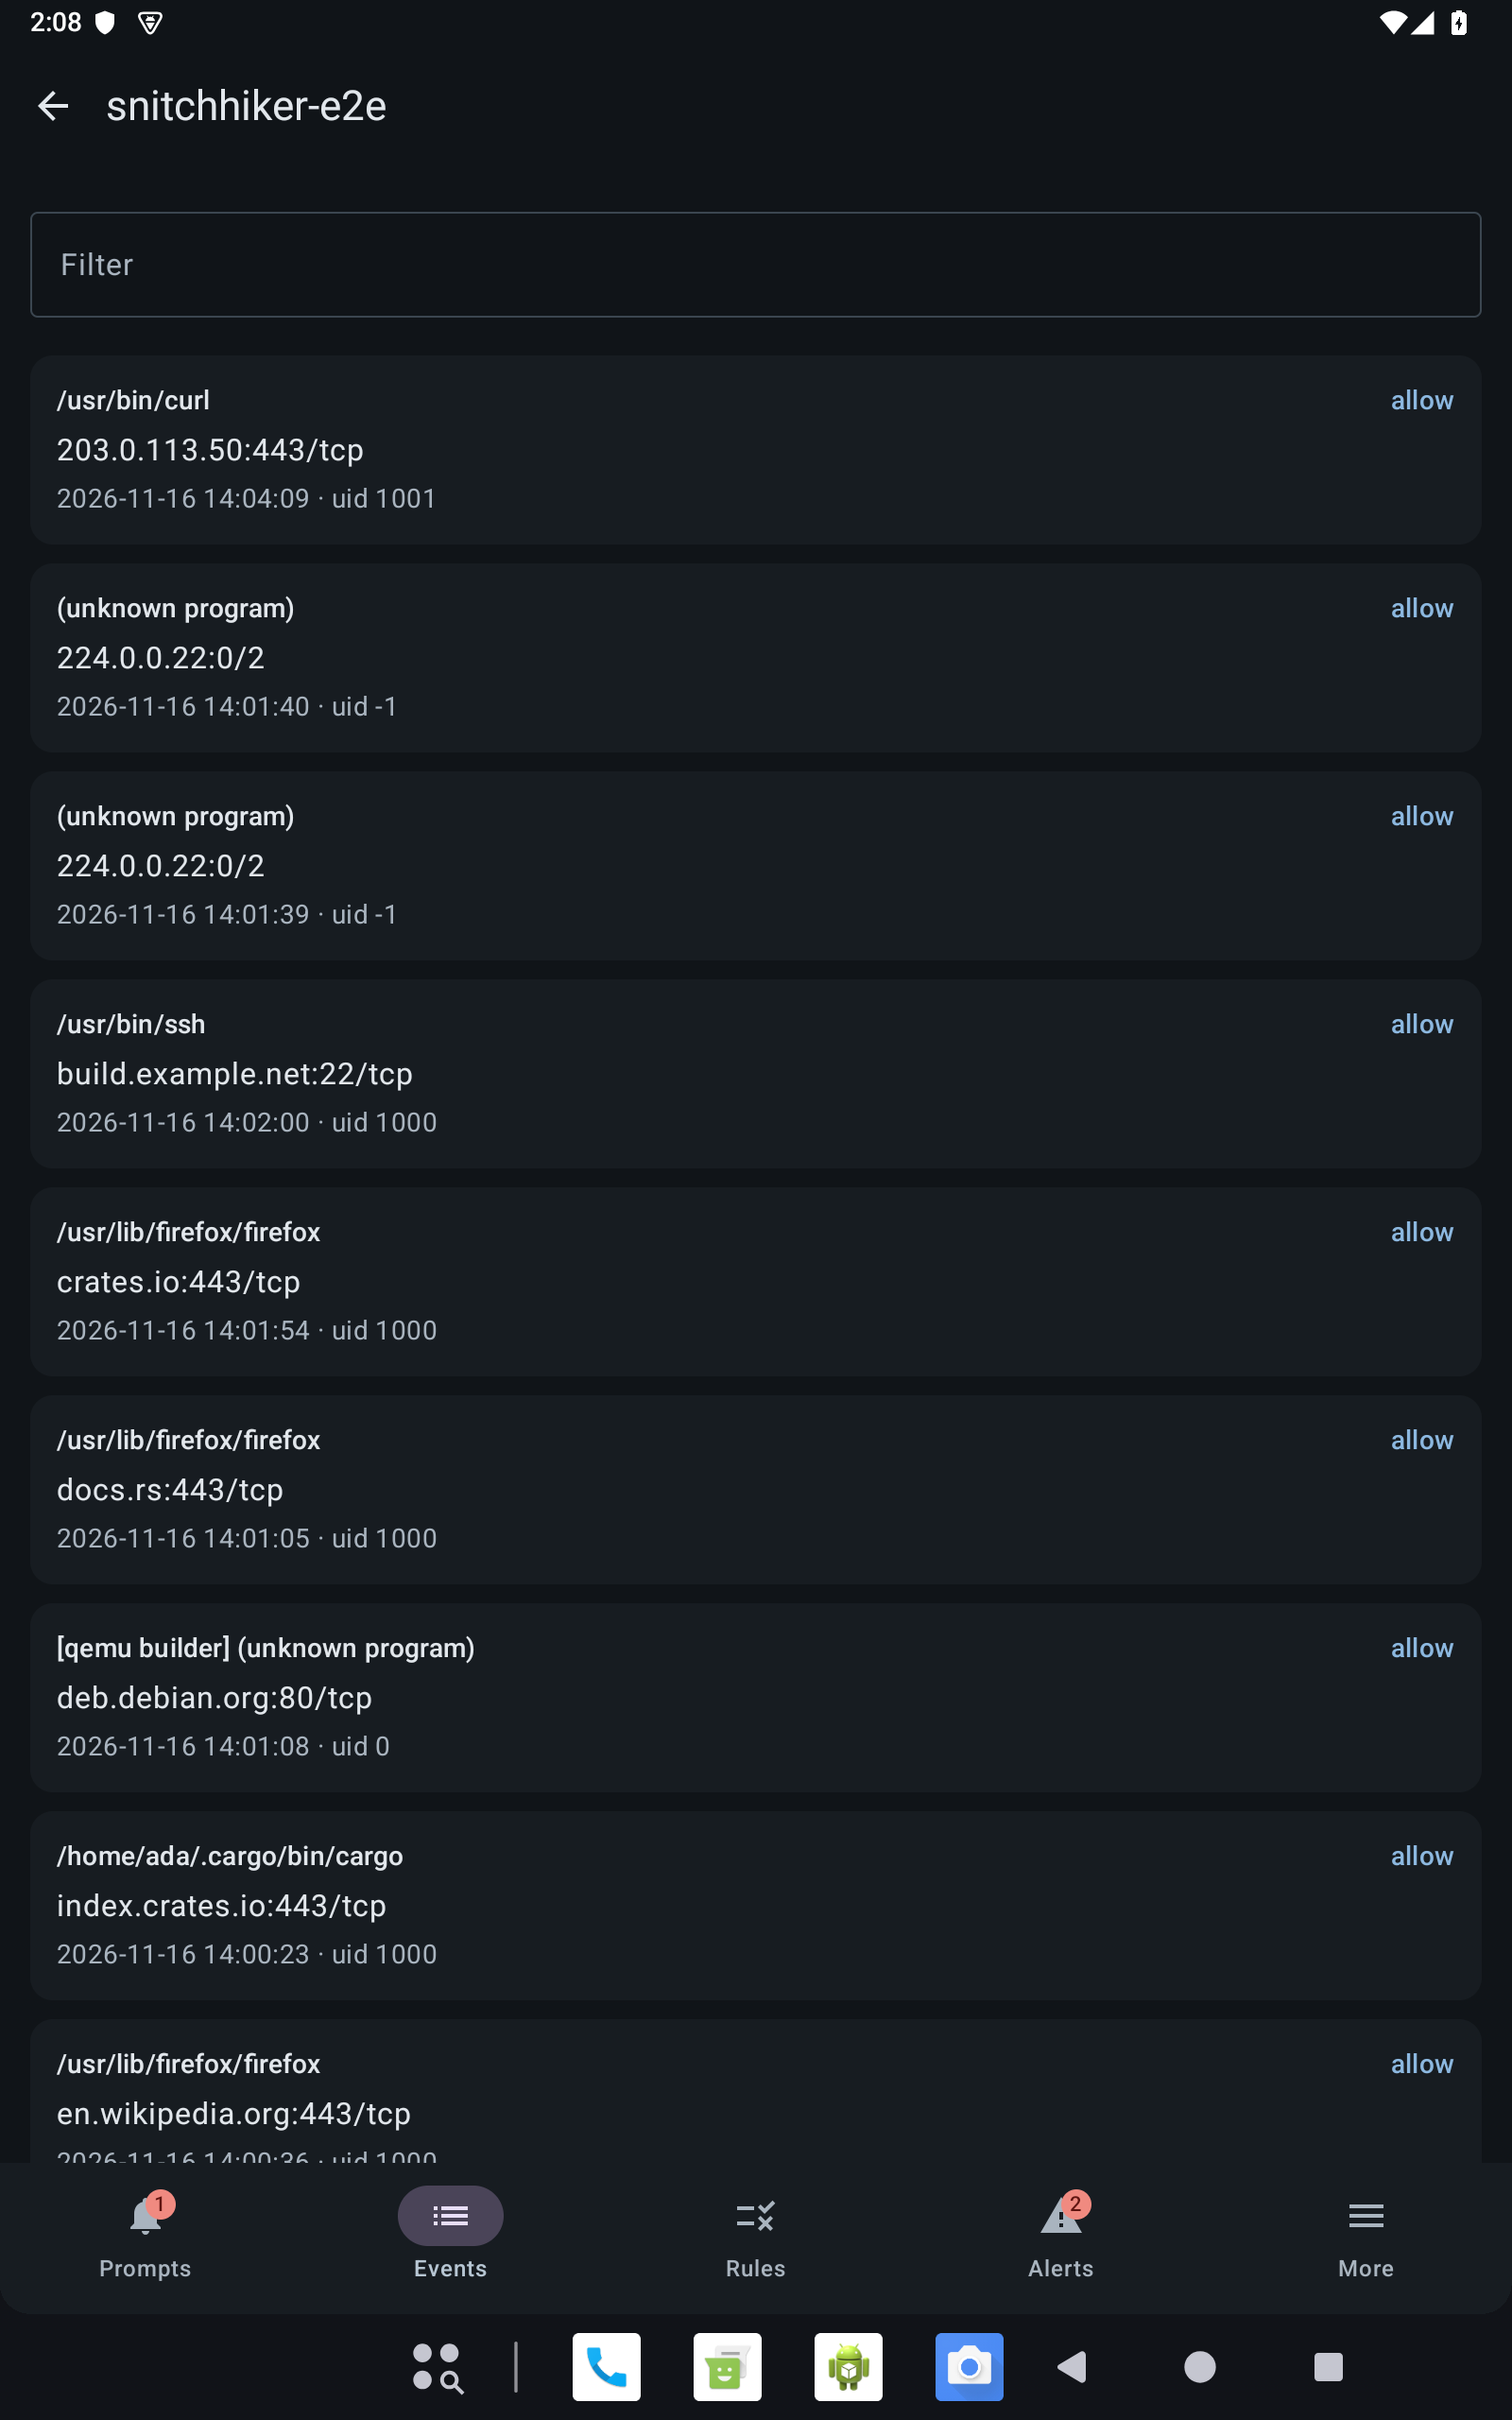 2:08
snitchhiker-e2e
Filter
/usr/bin/curl
allow
203.0.113.50:443/tcp
2026-11-16 14:04:09 · uid 1001
(unknown program)
allow
224.0.0.22:0/2
2026-11-16 14:01:40 · uid -1
(unknown program)
allow
224.0.0.22:0/2
2026-11-16 14:01:39 · uid -1
/usr/bin/ssh
allow
build.example.net:22/tcp
2026-11-16 14:02:00 · uid 1000
/usr/lib/firefox/firefox
allow
crates.io:443/tcp
2026-11-16 14:01:54 · uid 1000
/usr/lib/firefox/firefox
allow
docs.rs:443/tcp
2026-11-16 14:01:05 · uid 1000
[qemu builder] (unknown program)
allow
deb.debian.org:80/tcp
2026-11-16 14:01:08 · uid 0
/home/ada/.cargo/bin/cargo
allow
index.crates.io:443/tcp
2026-11-16 14:00:23 · uid 1000
/usr/lib/firefox/firefox
allow
en.wikipedia.org:443/tcp
2026-11-16 14:00:36 · uid 1000
1
2
Prompts
Events
Rules
Alerts
More